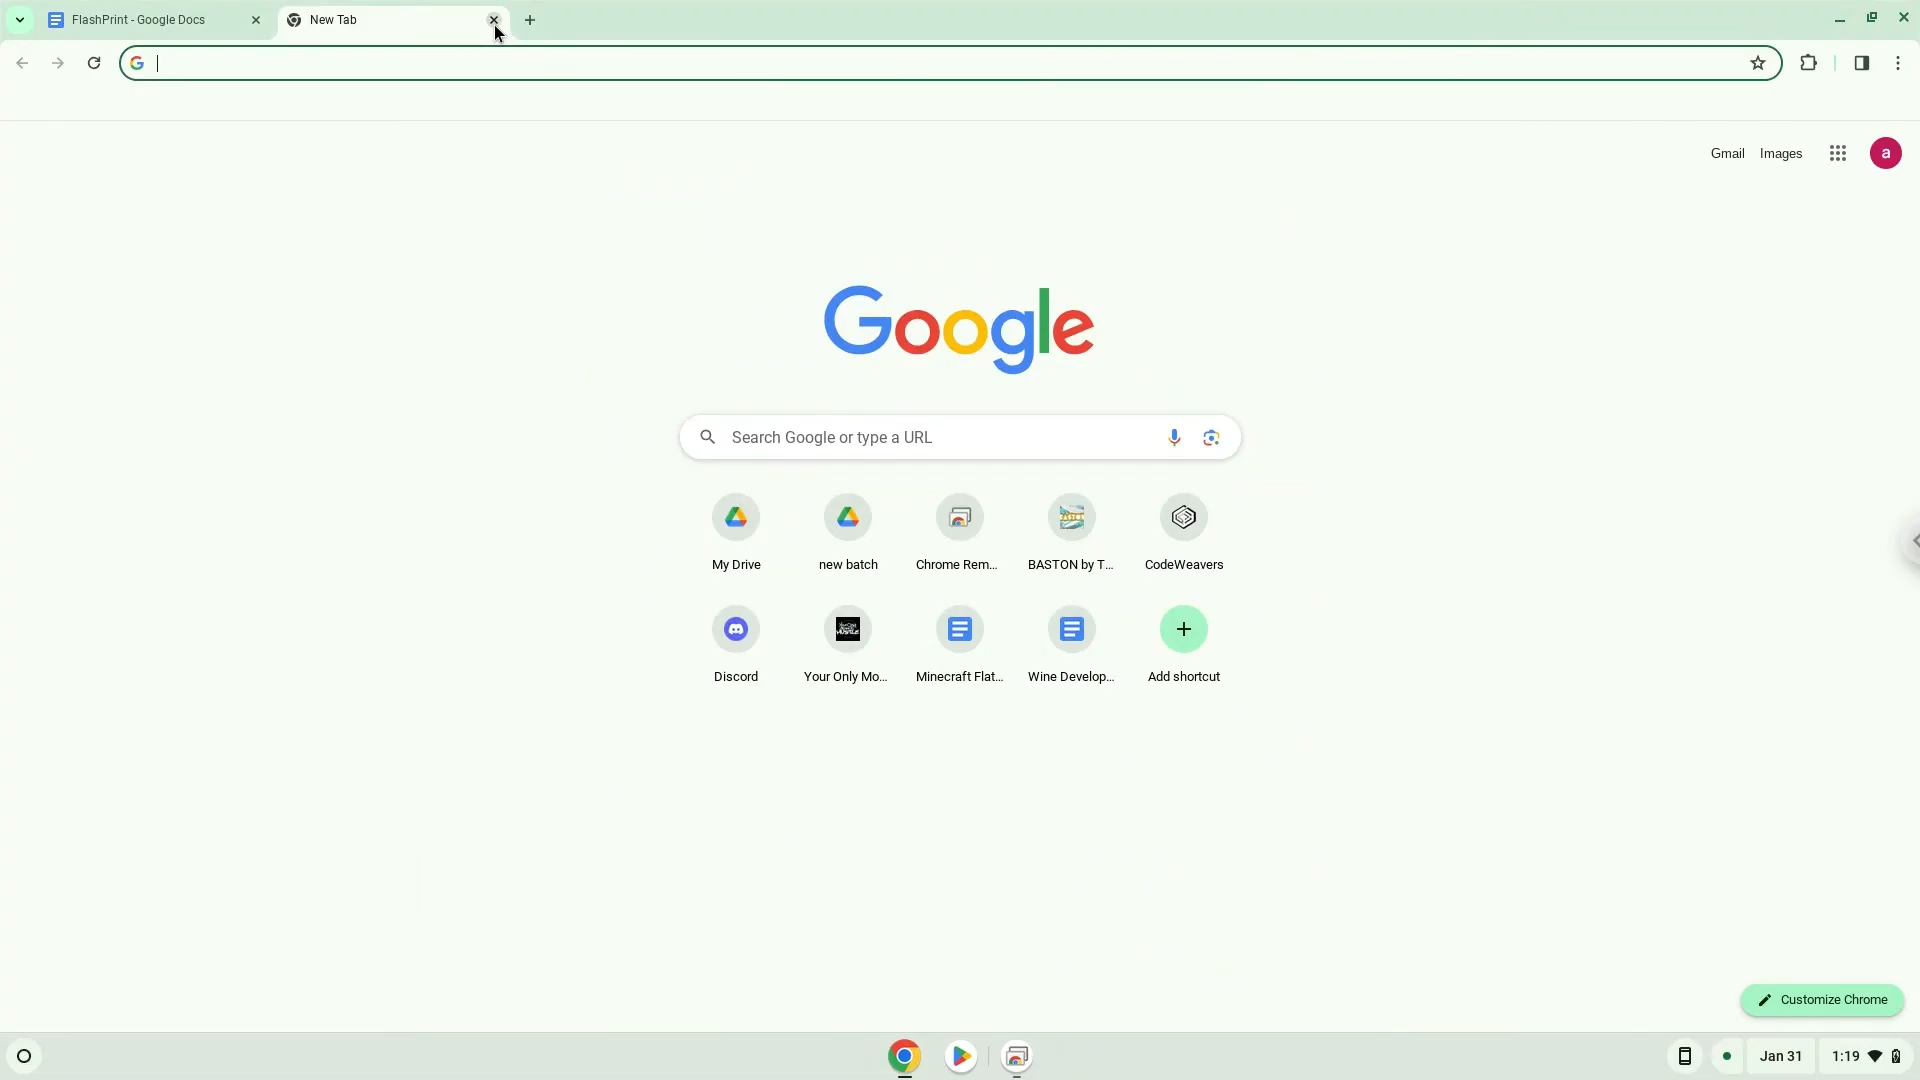 FlashPrint - Google Docs
New Tab
Gmail
Images
a
Google
Search Google or type a URL
My Drive
new batch
Chrome Rem...
BASTON by T...
CodeWeavers
Discord
Your Only Mo...
Minecraft Flat...
Wine Develop...
Add shortcut
Customize Chrome
Jan 31
1:19